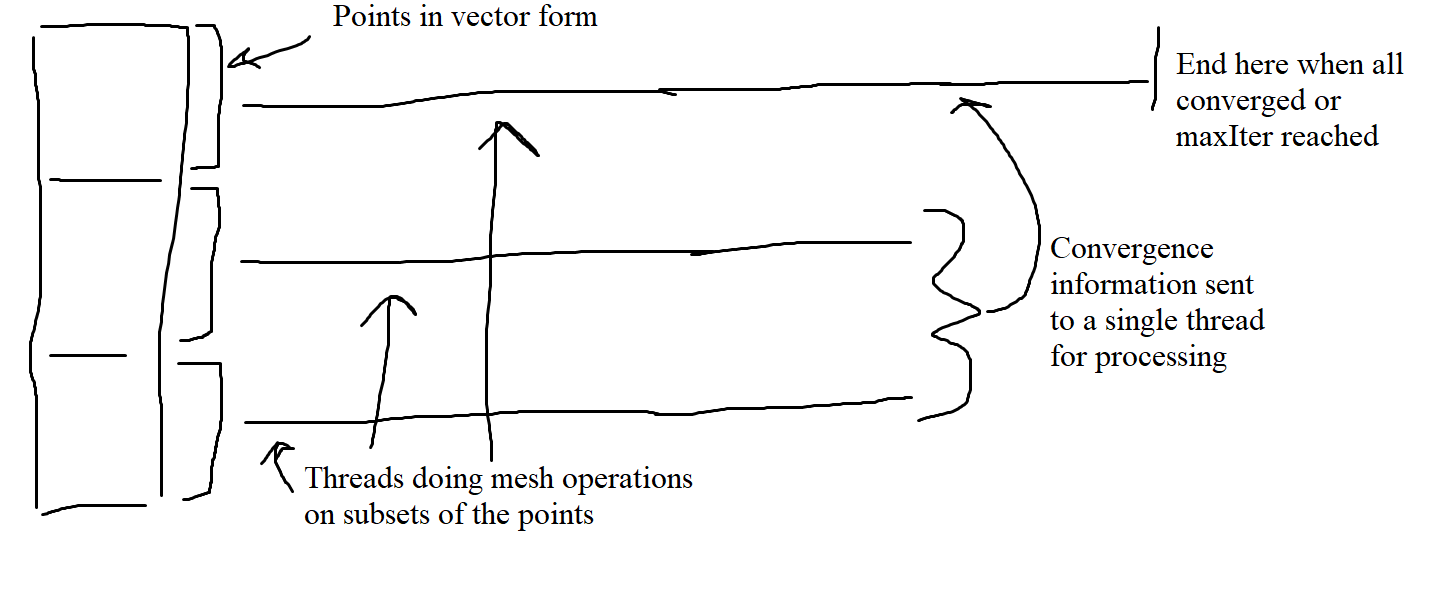 Points in vector form
End here when all
converged or
maxIter reached
Convergence
information sent
to a single thread
for processing
Threads doing mesh operations
on subsets of the points